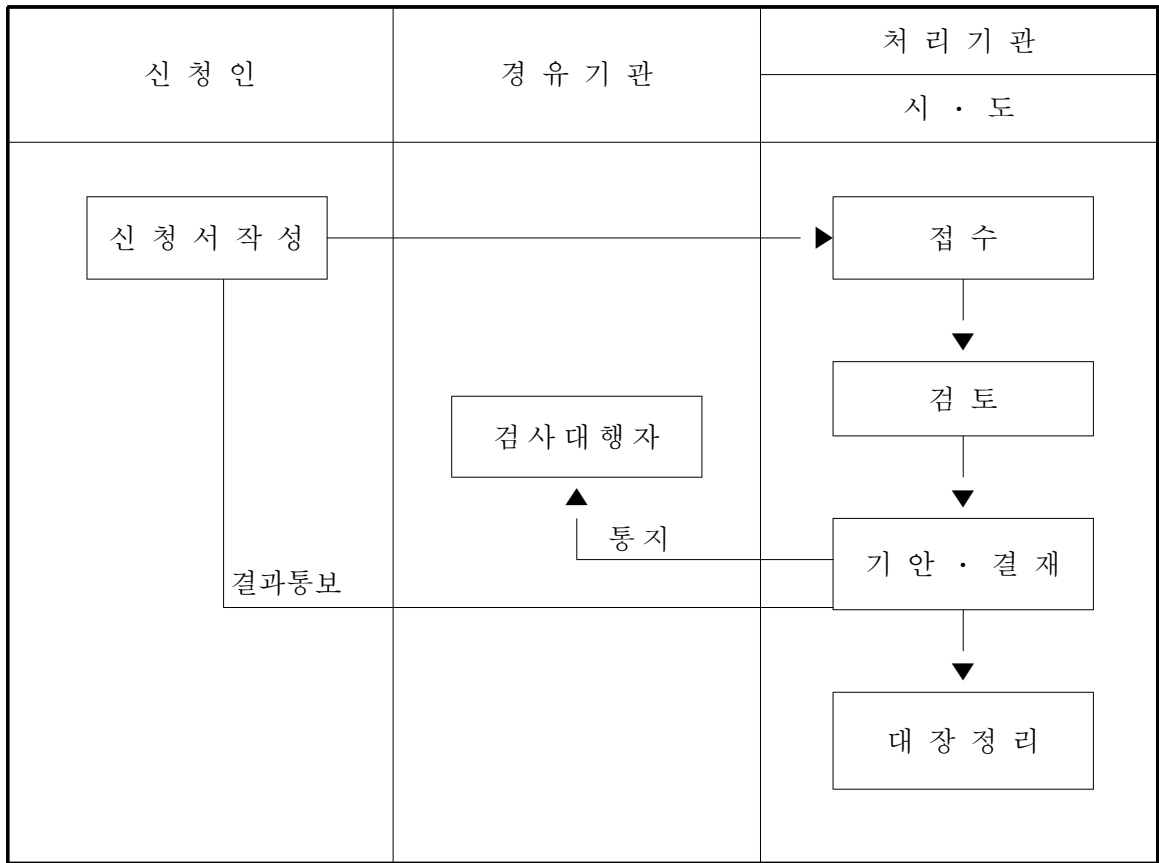 신 청 인
경 유 기 관
처 리 기 관
시 · 도
신 청 서 작 성
접 수
검 토
검 사 대 행 자
통 지
기 안 · 결 재
결과통보
대 장 정 리